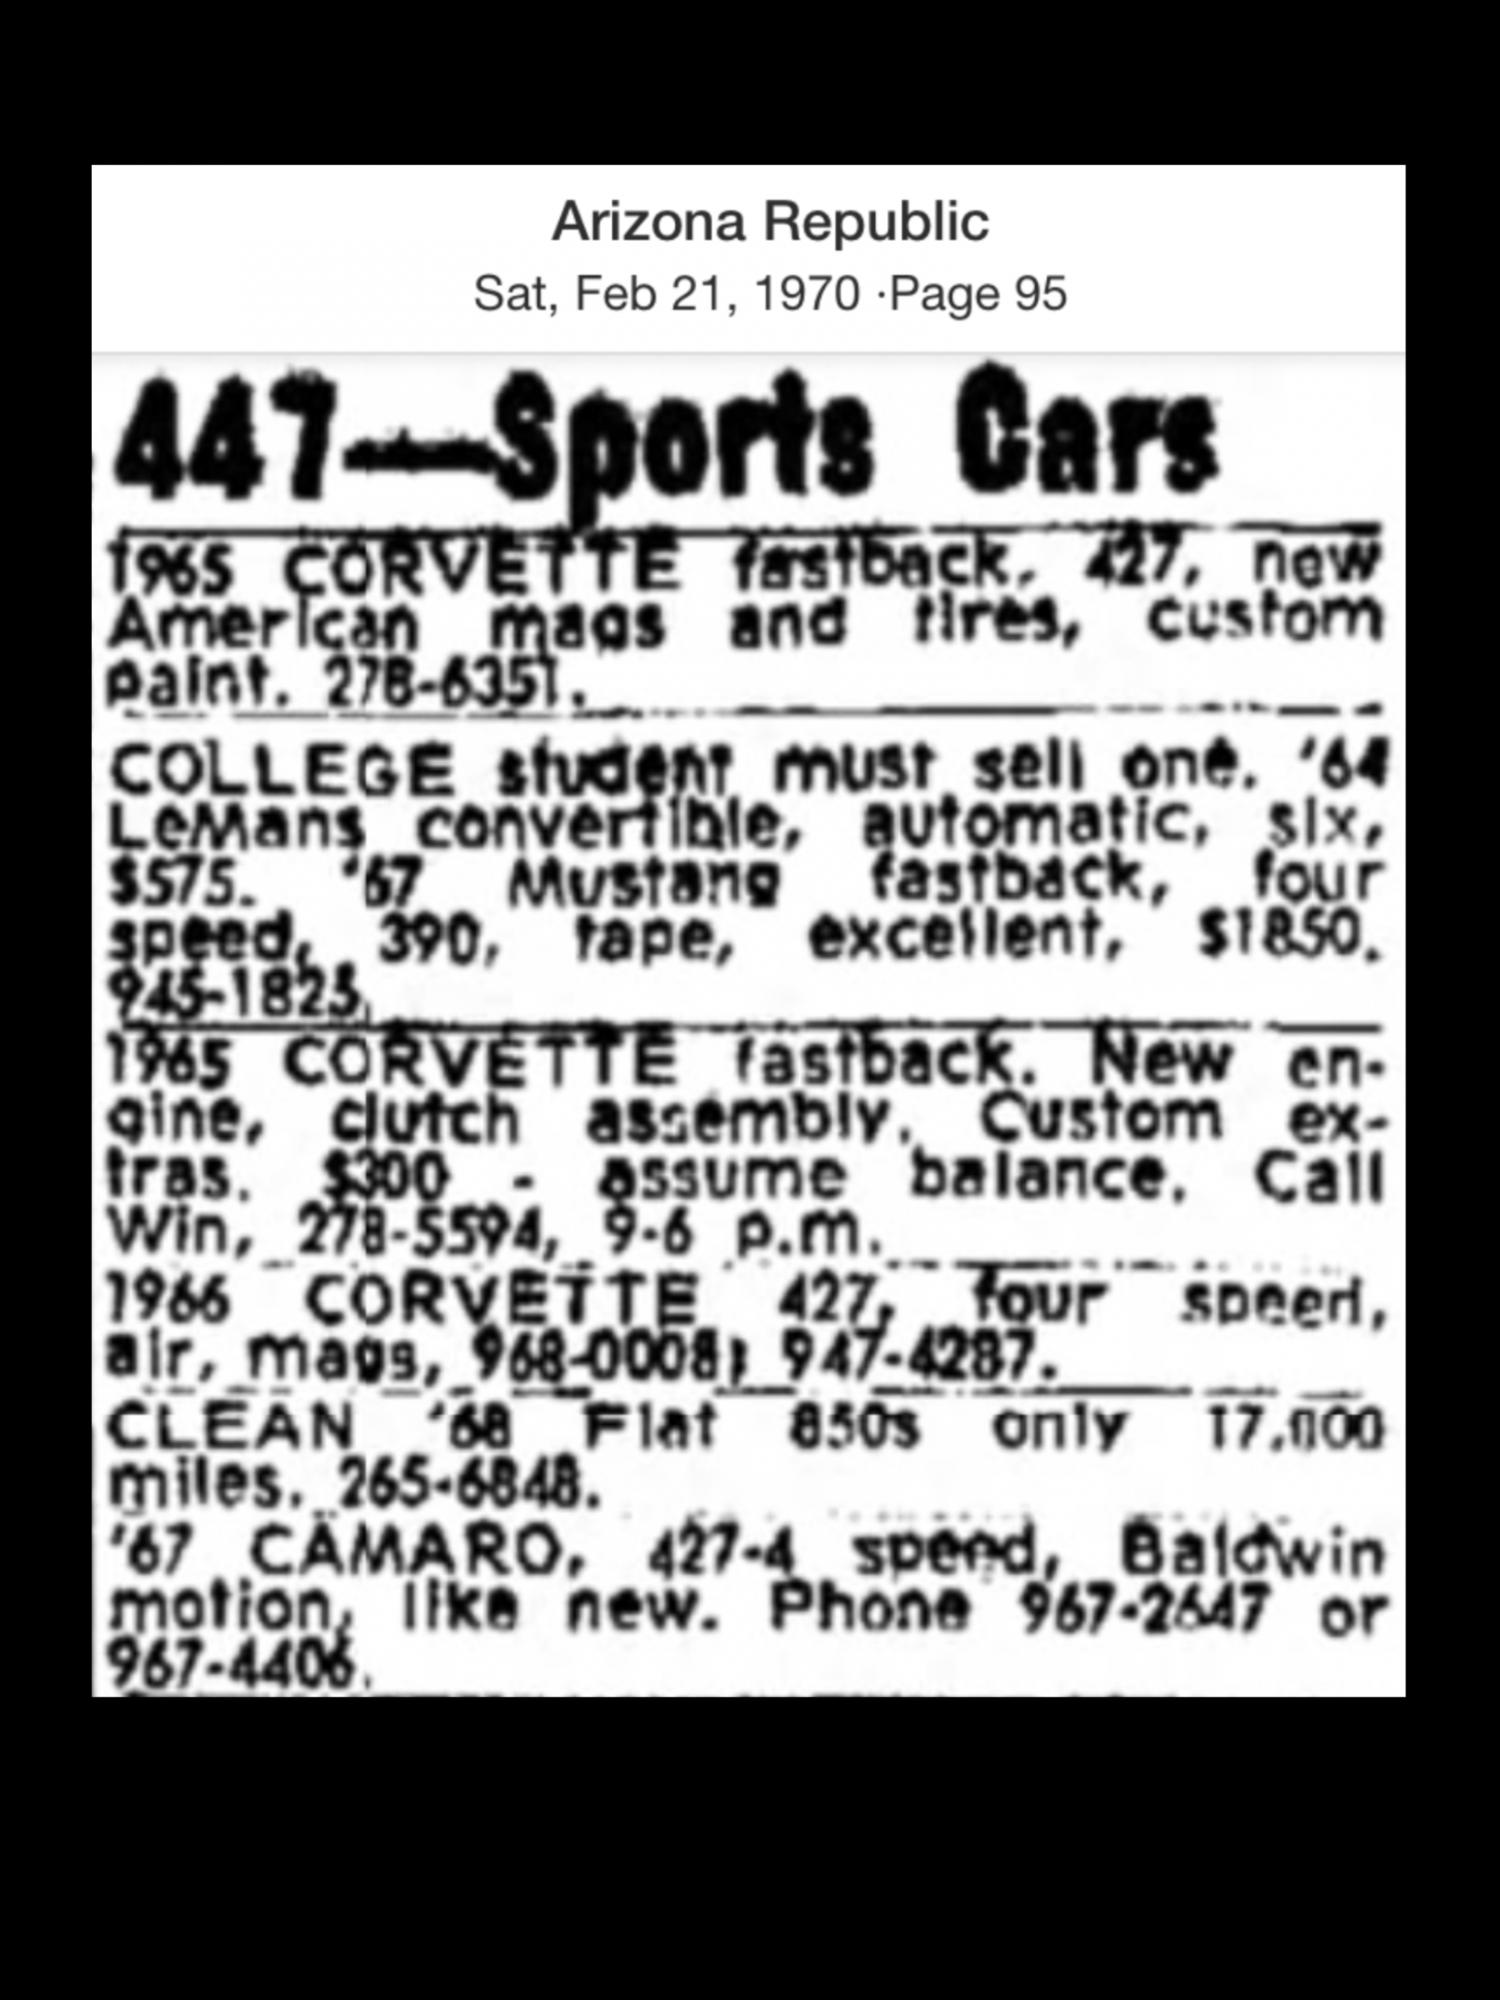 Arizona Republic
Sat, Feb 21, 1970 ·Page 95
447—Sports Cars
1965 CORVETTE fastback, 427, new
American mags and tires, custom
paint. 278-6351.
COLLEGE student must sell one. '64
LeMans convertible, automatic, six,
$575. '67 Mustang fastback, four
speed, 390, tape, excellent, $1850.
945-1825.
1965 CORVETTE fastback. New en-
gine, clutch assembly. Custom ex-
tras. $300 - assume balance. Call
Win, 278-5594, 9-6 p.m.
1966 CORVETTE 427, four speed,
air, mags, 968-0008; 947-4287.
CLEAN '68 Fiat 850s only 17,000
miles. 265-6848.
'67 CAMARO, 427-4 speed, Baldwin
motion, like new. Phone 967-2647 or
967-4406.